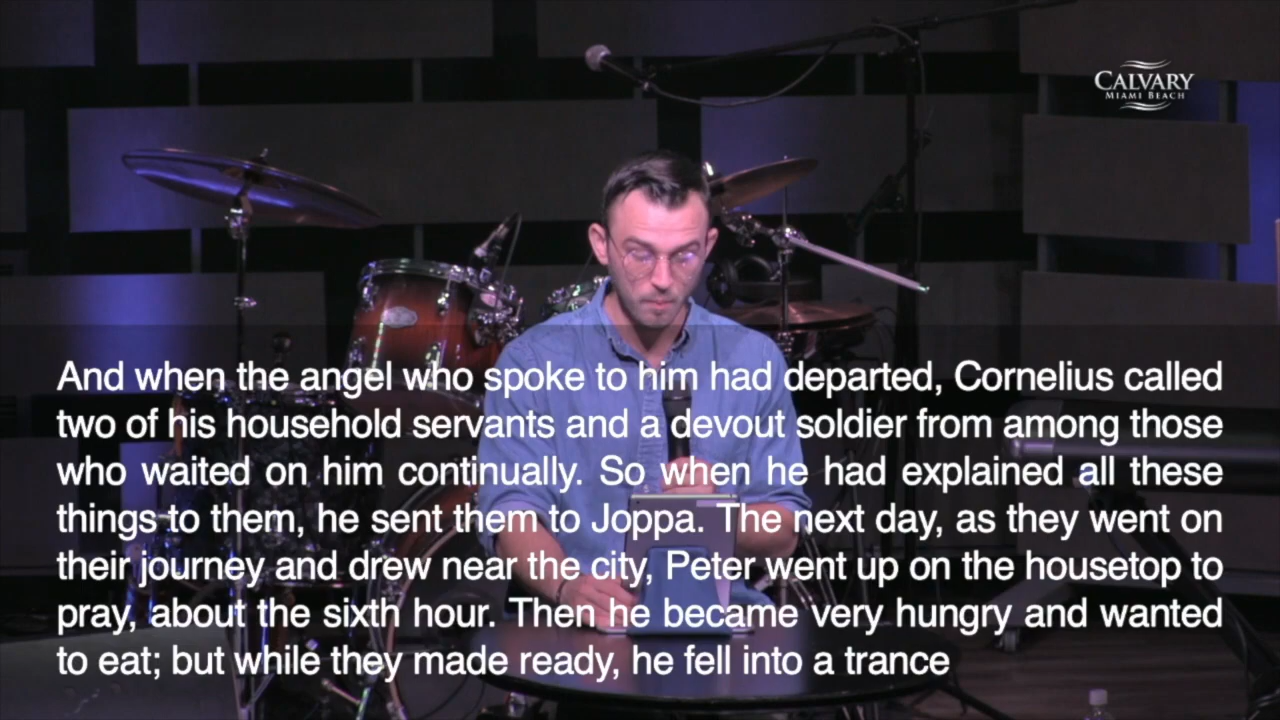 CALVARY
MIAMI BEACH
And when the angel who spoke to him had departed, Cornelius called
two of his household servants and a devout soldier from among those
who waited on him continually. So when he had explained all these
things to them, he sent them to Joppa. The next day, as they went on
their journey and drew near the city, Peter went up on the housetop to
pray, about the sixth hour. Then he became very hungry and wanted
to eat; but while they made ready, he fell into a trance